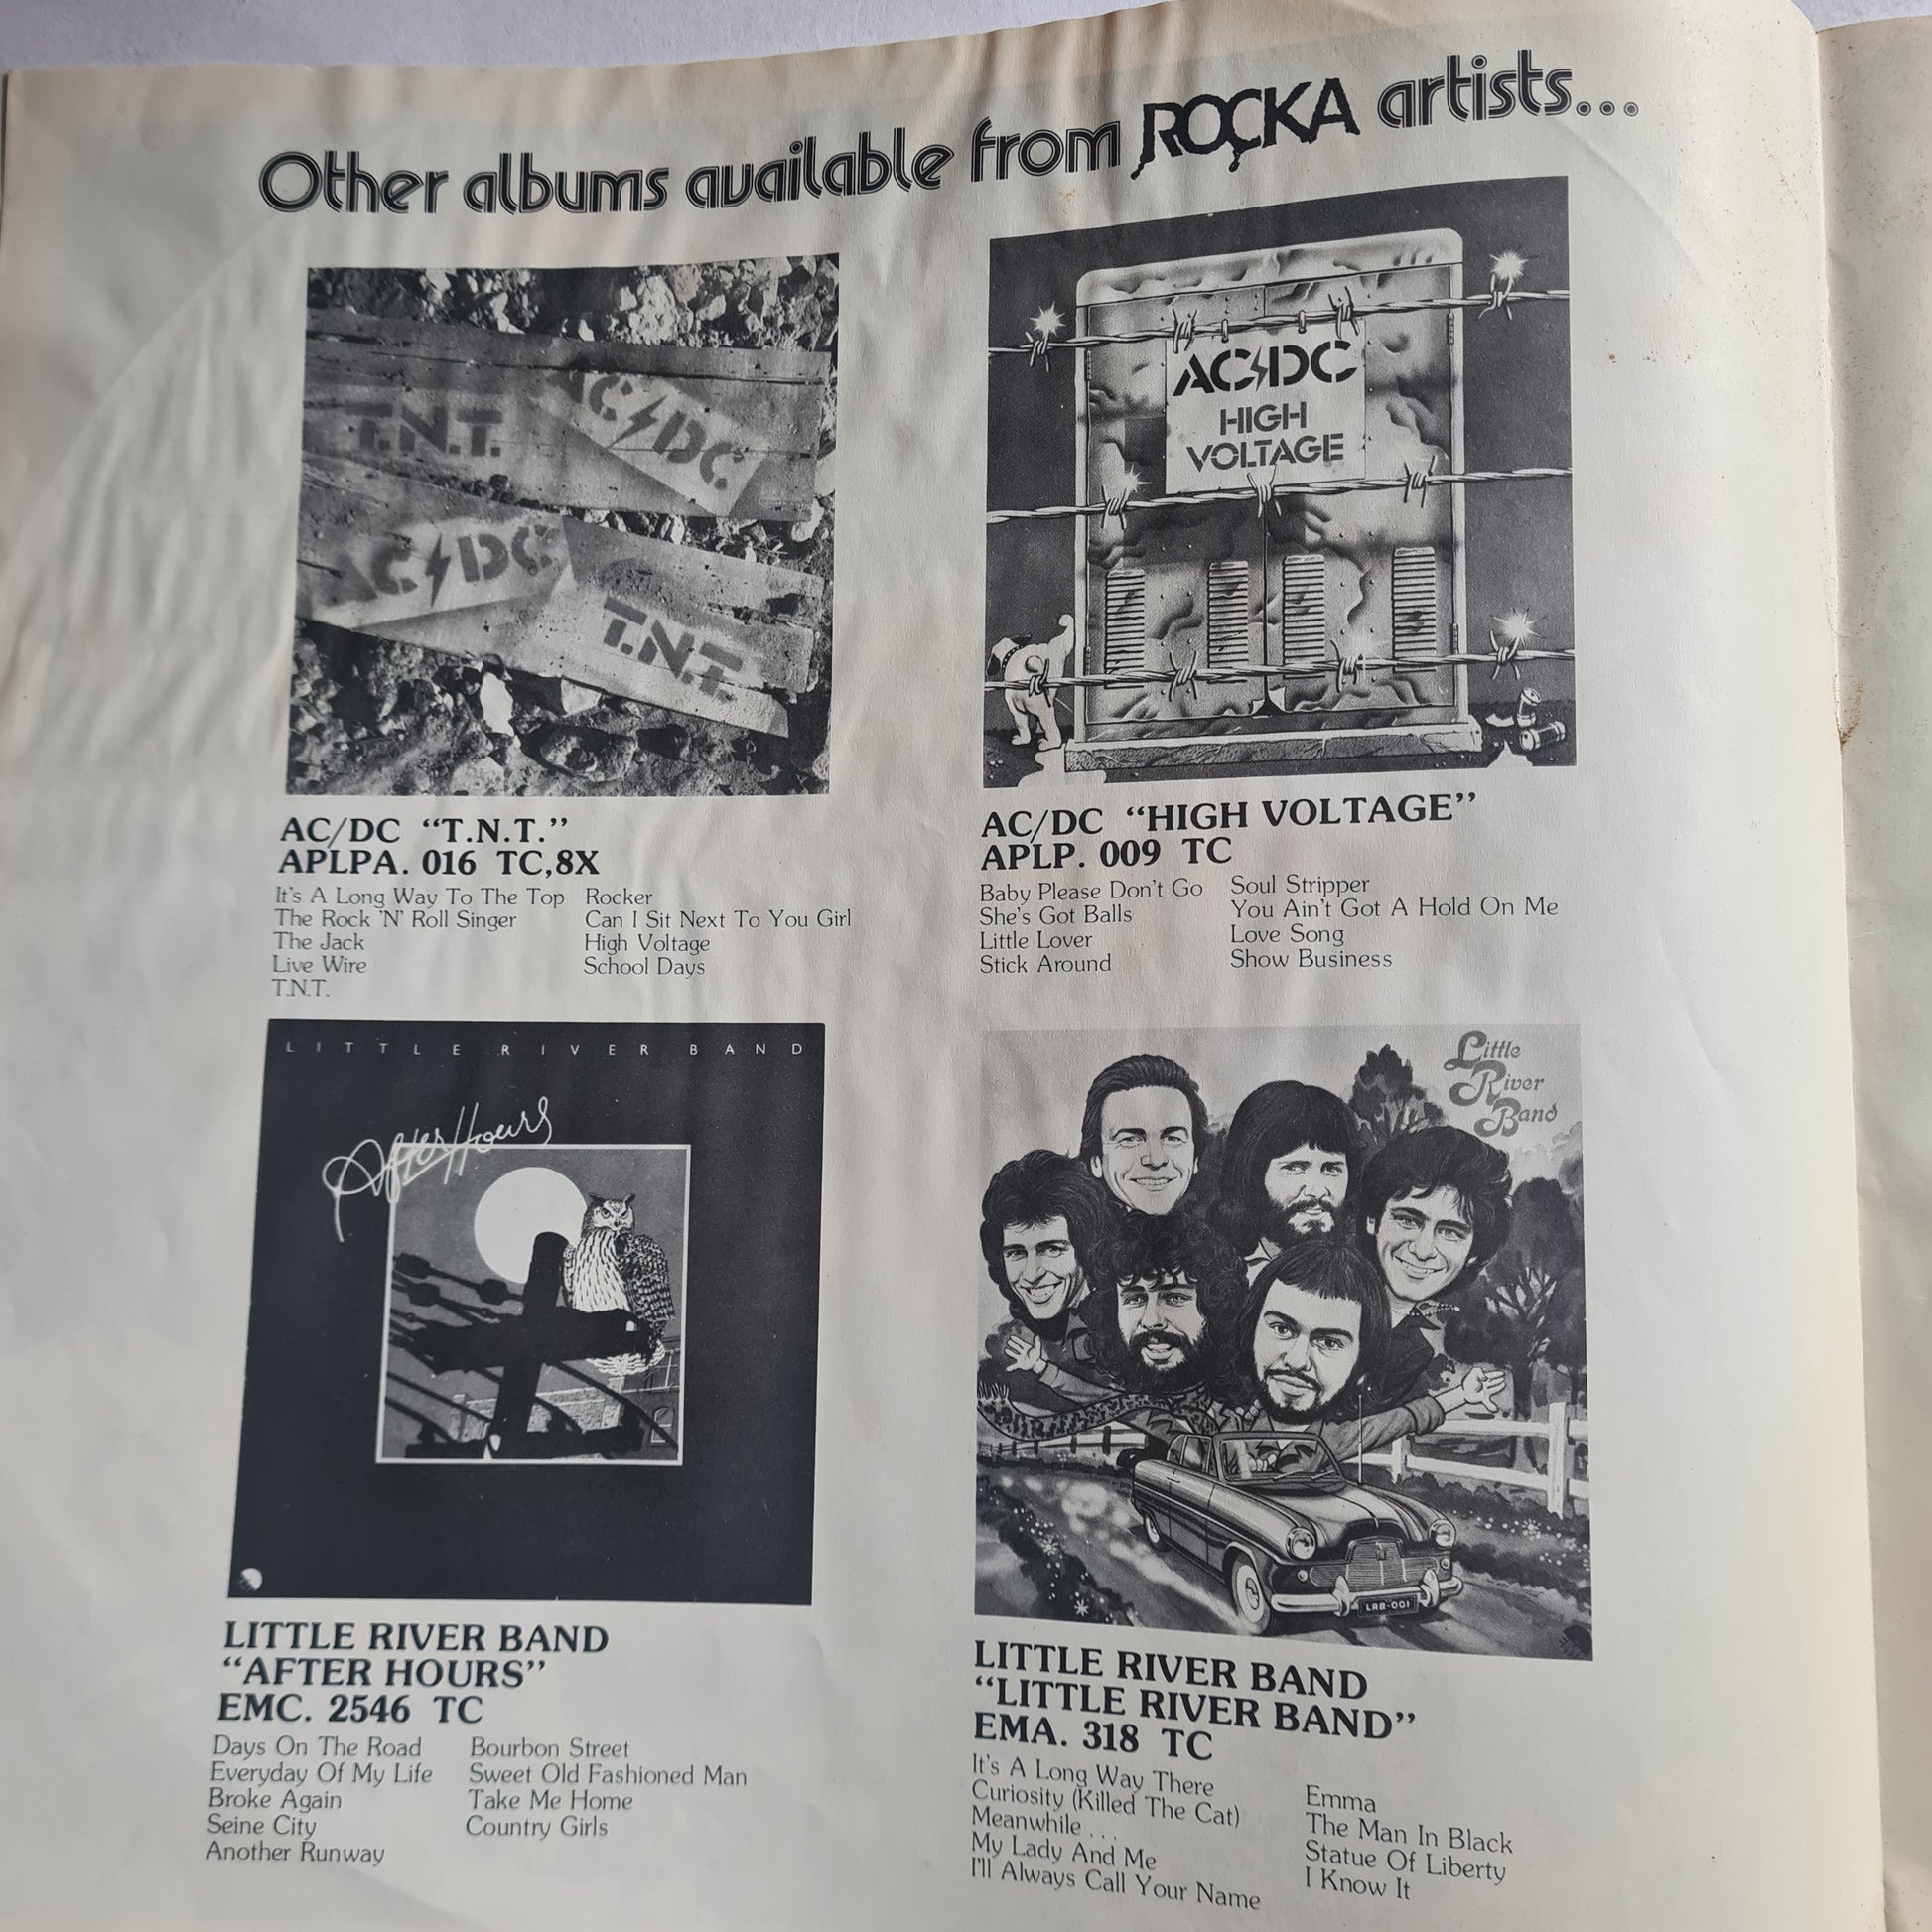 Other albums available from ROCKA artists...
T.N.T.
AC/DC
AC/DC
T.N.T.
AC/DC
HIGH
VOLTAGE
AC/DC "T.N.T."
APLPA. 016 TC,8X
It's A Long Way To The Top
The Rock 'N' Roll Singer
The Jack
Live Wire
T.N.T.
Rocker
Can I Sit Next To You Girl
High Voltage
School Days
AC/DC "HIGH VOLTAGE"
APLP. 009 TC
Baby Please Don't Go
She's Got Balls
Little Lover
Stick Around
Soul Stripper
You Ain't Got A Hold On Me
Love Song
Show Business
LITTLE RIVER BAND
After Hours
Little
River
Band
LRB-001
LITTLE RIVER BAND
"AFTER HOURS"
EMC. 2546 TC
Days On The Road
Everyday Of My Life
Broke Again
Seine City
Another Runway
Bourbon Street
Sweet Old Fashioned Man
Take Me Home
Country Girls
LITTLE RIVER BAND
"LITTLE RIVER BAND"
EMA. 318 TC
It's A Long Way There
Curiosity (Killed The Cat)
Meanwhile . . .
My Lady And Me
I'll Always Call Your Name
Emma
The Man In Black
Statue Of Liberty
I Know It